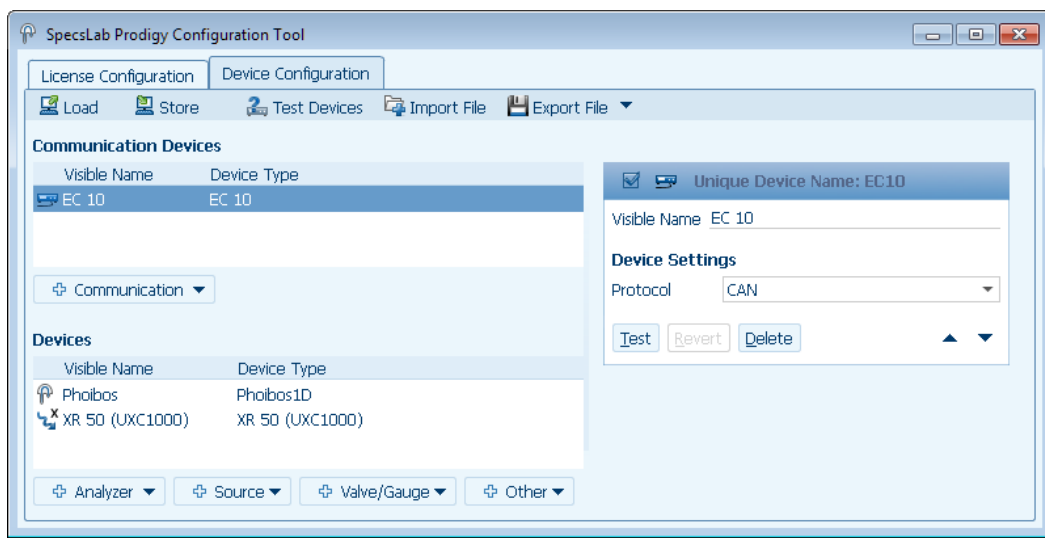 SpecsLab Prodigy Configuration Tool
License Configuration Device Configuration
Load Store Test Devices Import File Export File
Communication Devices
Visible Name Device Type
EC 10 EC 10
Communication
Devices
Visible Name Device Type
Phoibos Phoibos1D
XR 50 (UXC1000) XR 50 (UXC1000)
Analyzer Source Valve/Gauge Other
Unique Device Name: EC10
Visible Name EC 10
Device Settings
Protocol CAN
Test Revert Delete